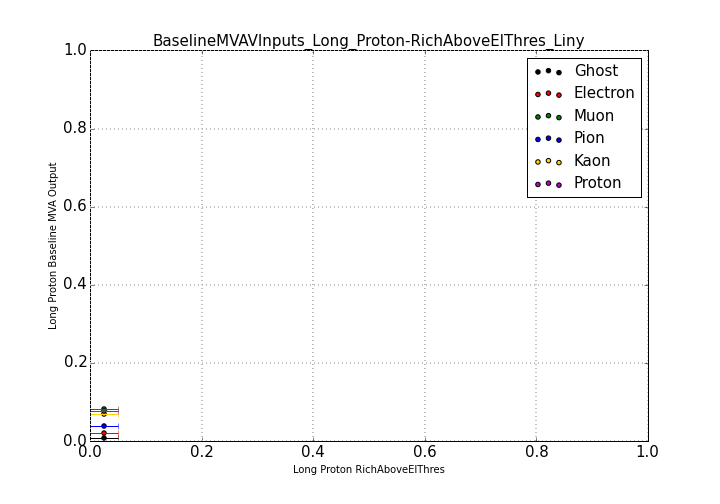 BaselineMVAVInputs_Long_Proton-RichAboveElThres_Liny
1.0
0.8
0.6
0.4
0.2
0.0
Long Proton Baseline MVA Output
Ghost
Electron
Muon
Pion
Kaon
Proton
0.0 0.2 0.4 0.6 0.8 1.0
Long Proton RichAboveElThres